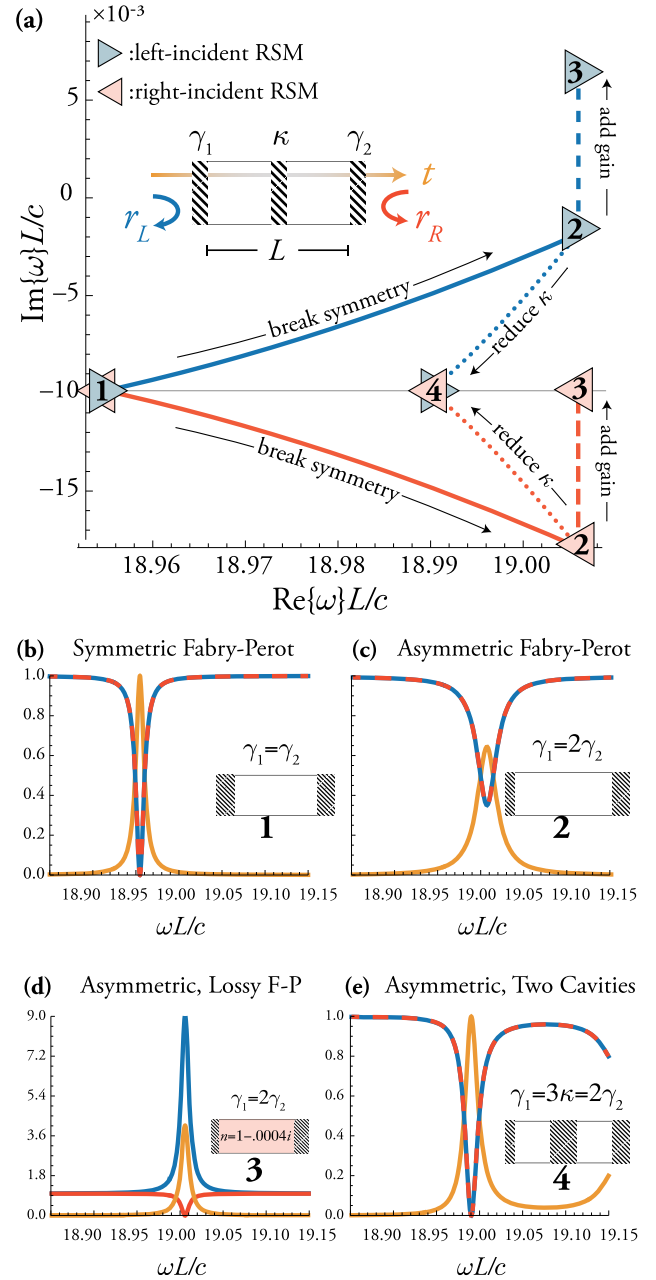 (a)
×10⁻³
:left-incident RSM
:right-incident RSM
γ₁ κ γ₂
t
r_L
r_R
L
3
add gain
2
break symmetry
reduce κ
1
4
3
reduce κ
break symmetry
add gain
2
Im{ω}L/c
5
0
−5
−10
−15
18.96 18.97 18.98 18.99 19.00
Re{ω}L/c
(b) Symmetric Fabry-Perot
1.0
0.8
0.6
0.4
0.2
0.0
γ₁=γ₂
1
18.90 18.95 19.00 19.05 19.10 19.15
ωL/c
(c) Asymmetric Fabry-Perot
1.0
0.8
0.6
0.4
0.2
0.0
γ₁=2γ₂
2
18.90 18.95 19.00 19.05 19.10 19.15
ωL/c
(d) Asymmetric, Lossy F-P
9.0
7.2
5.4
3.6
1.8
0.0
γ₁=2γ₂
n=1−.0004i
3
18.90 18.95 19.00 19.05 19.10 19.15
ωL/c
(e) Asymmetric, Two Cavities
1.0
0.8
0.6
0.4
0.2
0.0
γ₁=3κ=2γ₂
4
18.90 18.95 19.00 19.05 19.10 19.15
ωL/c